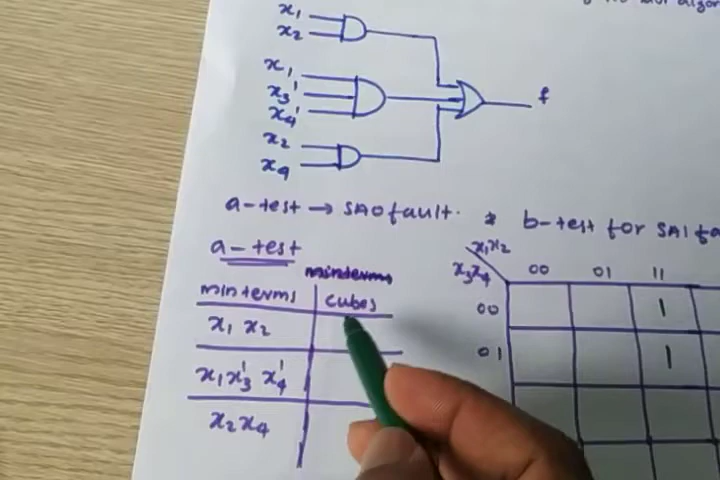 x₁
x₂
x₁
x₃'
x₄'
x₂
x₄
f
a-test → SA0 fault.
* b-test for SA1 fa
a-test
minterms
minterms
cubes
x₁ x₂
x₁x₃' x₄'
x₂x₄
x₁x₂
x₃x₄
00 01 11
00 1
01 1